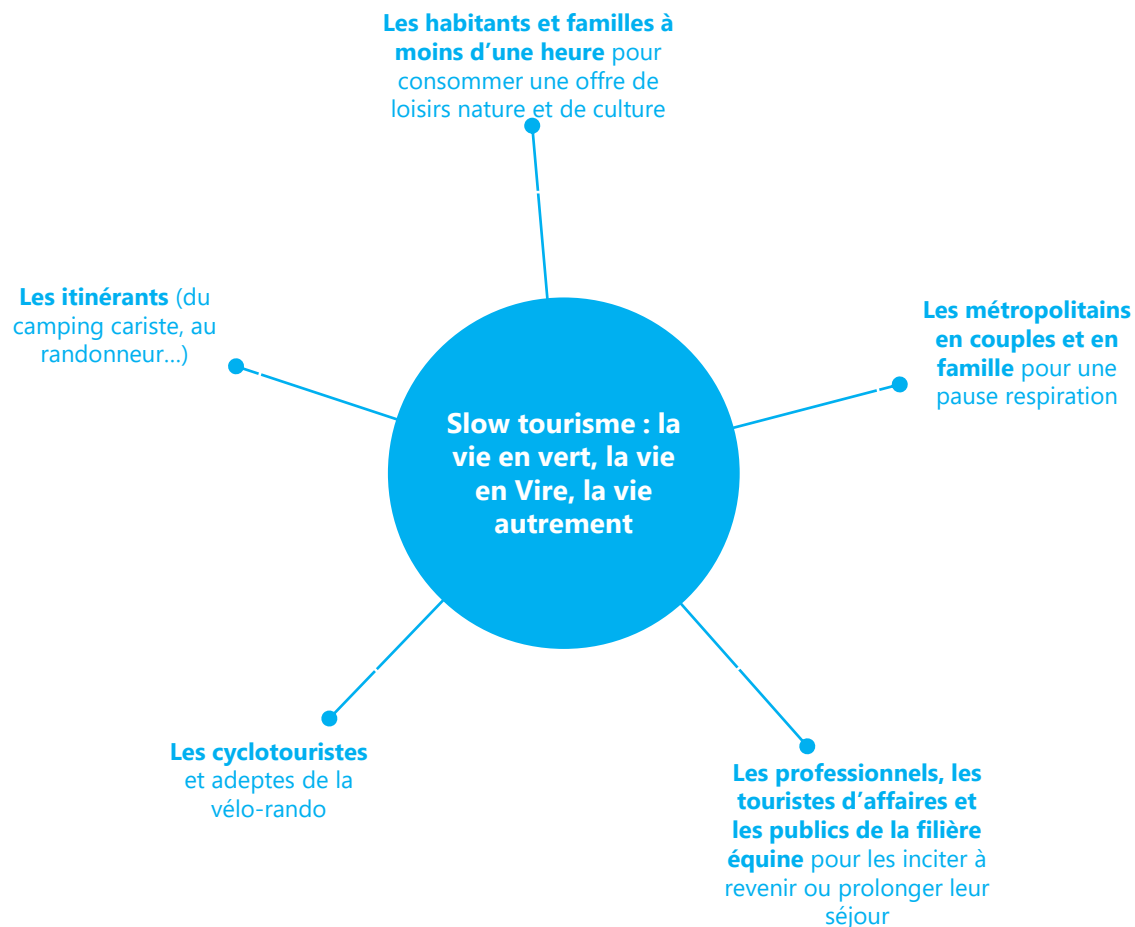 Les habitants et familles à
moins d’une heure pour
consommer une offre de
loisirs nature et de culture
Les itinérants (du
camping cariste, au
randonneur…)
Les métropolitains
en couples et en
famille pour une
pause respiration
Slow tourisme : la
vie en vert, la vie
en Vire, la vie
autrement
Les cyclotouristes
et adeptes de la
vélo-rando
Les professionnels, les
touristes d’affaires et
les publics de la filière
équine pour les inciter à
revenir ou prolonger leur
séjour